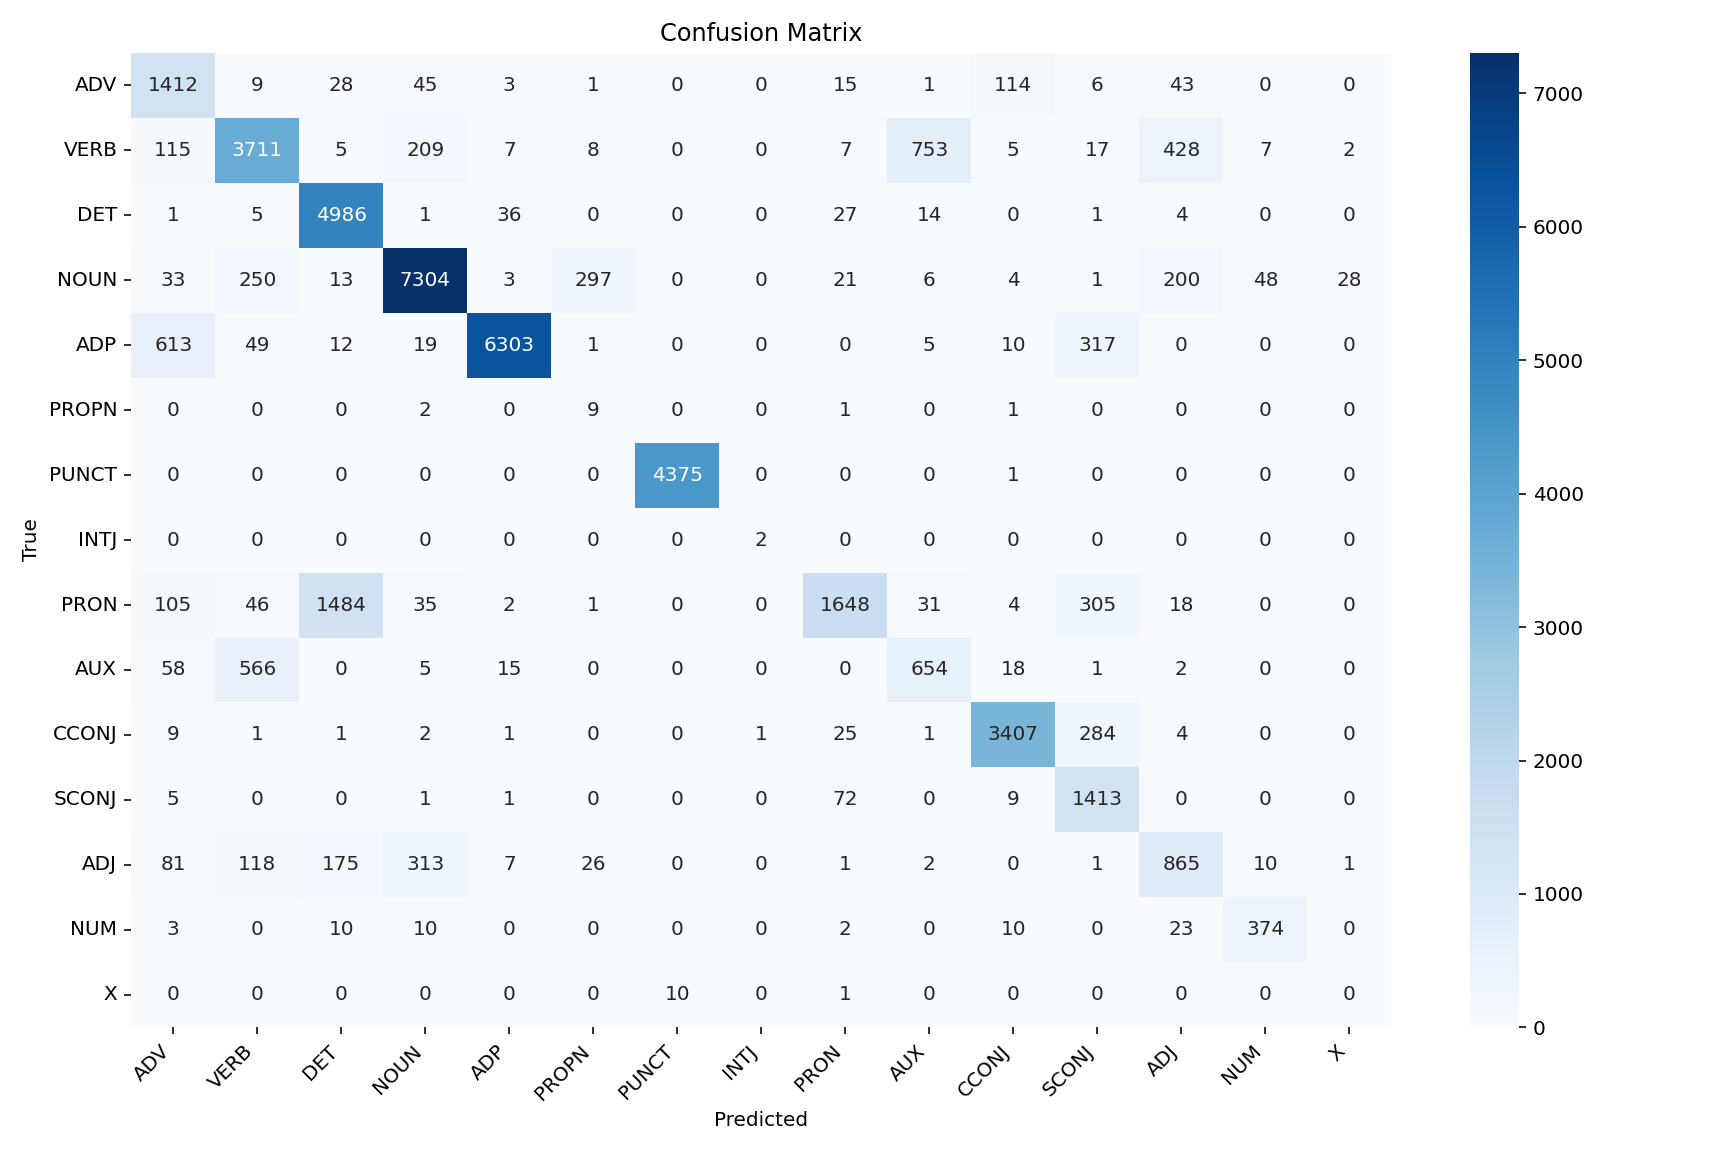 Confusion Matrix
ADV 1412 9 28 45 3 1 0 0 15 1 114 6 43 0 0
VERB 115 3711 5 209 7 8 0 0 7 753 5 17 428 7 2
DET 1 5 4986 1 36 0 0 0 27 14 0 1 4 0 0
NOUN 33 250 13 7304 3 297 0 0 21 6 4 1 200 48 28
ADP 613 49 12 19 6303 1 0 0 0 5 10 317 0 0 0
PROPN 0 0 0 2 0 9 0 0 1 0 1 0 0 0 0
PUNCT 0 0 0 0 0 0 4375 0 0 0 1 0 0 0 0
INTJ 0 0 0 0 0 0 0 2 0 0 0 0 0 0 0
PRON 105 46 1484 35 2 1 0 0 1648 31 4 305 18 0 0
AUX 58 566 0 5 15 0 0 0 0 654 18 1 2 0 0
CCONJ 9 1 1 2 1 0 0 1 25 1 3407 284 4 0 0
SCONJ 5 0 0 1 1 0 0 0 72 0 9 1413 0 0 0
ADJ 81 118 175 313 7 26 0 0 1 2 0 1 865 10 1
NUM 3 0 10 10 0 0 0 0 2 0 10 0 23 374 0
X 0 0 0 0 0 0 10 0 1 0 0 0 0 0 0
ADV VERB DET NOUN ADP PROPN PUNCT INTJ PRON AUX CCONJ SCONJ ADJ NUM X
Predicted
True
7000
6000
5000
4000
3000
2000
1000
0